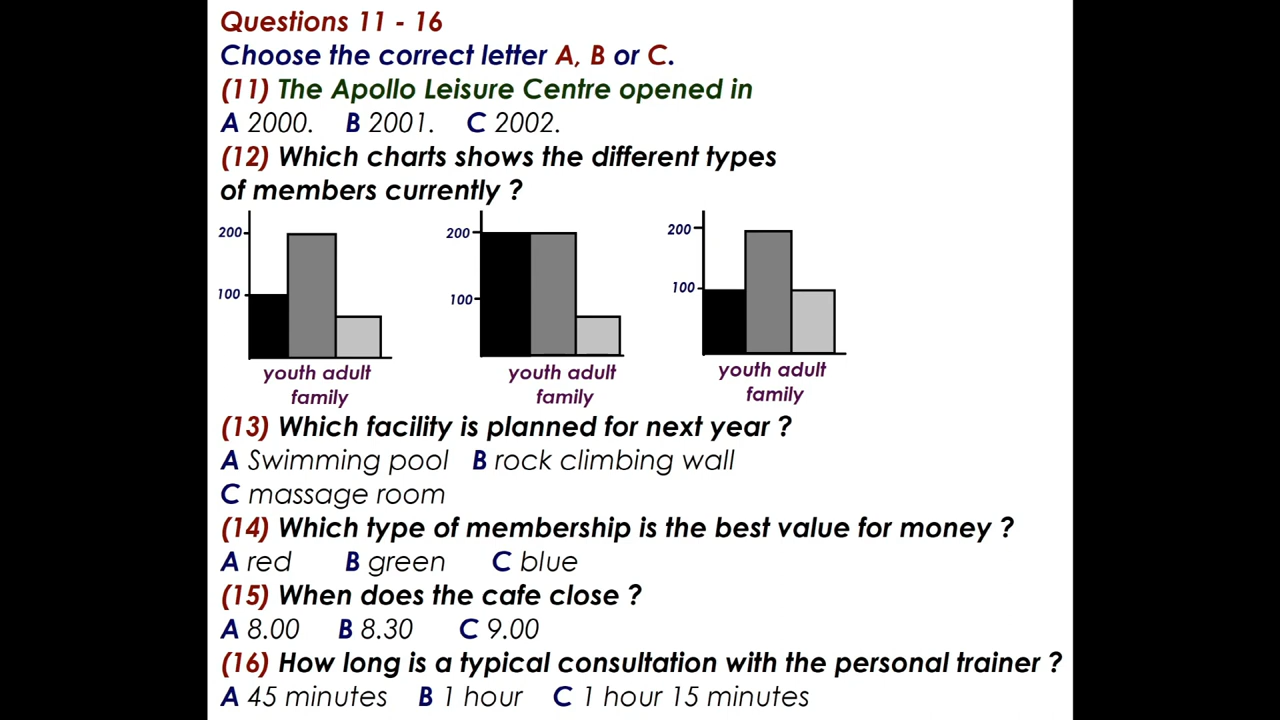 Questions 11 - 16
Choose the correct letter A, B or C.
(11) The Apollo Leisure Centre opened in
A 2000. B 2001. C 2002.
(12) Which charts shows the different types
of members currently ?
200
100
youth adult
family
200
100
youth adult
family
200
100
youth adult
family
(13) Which facility is planned for next year ?
A Swimming pool B rock climbing wall
C massage room
(14) Which type of membership is the best value for money ?
A red B green C blue
(15) When does the cafe close ?
A 8.00 B 8.30 C 9.00
(16) How long is a typical consultation with the personal trainer ?
A 45 minutes B 1 hour C 1 hour 15 minutes